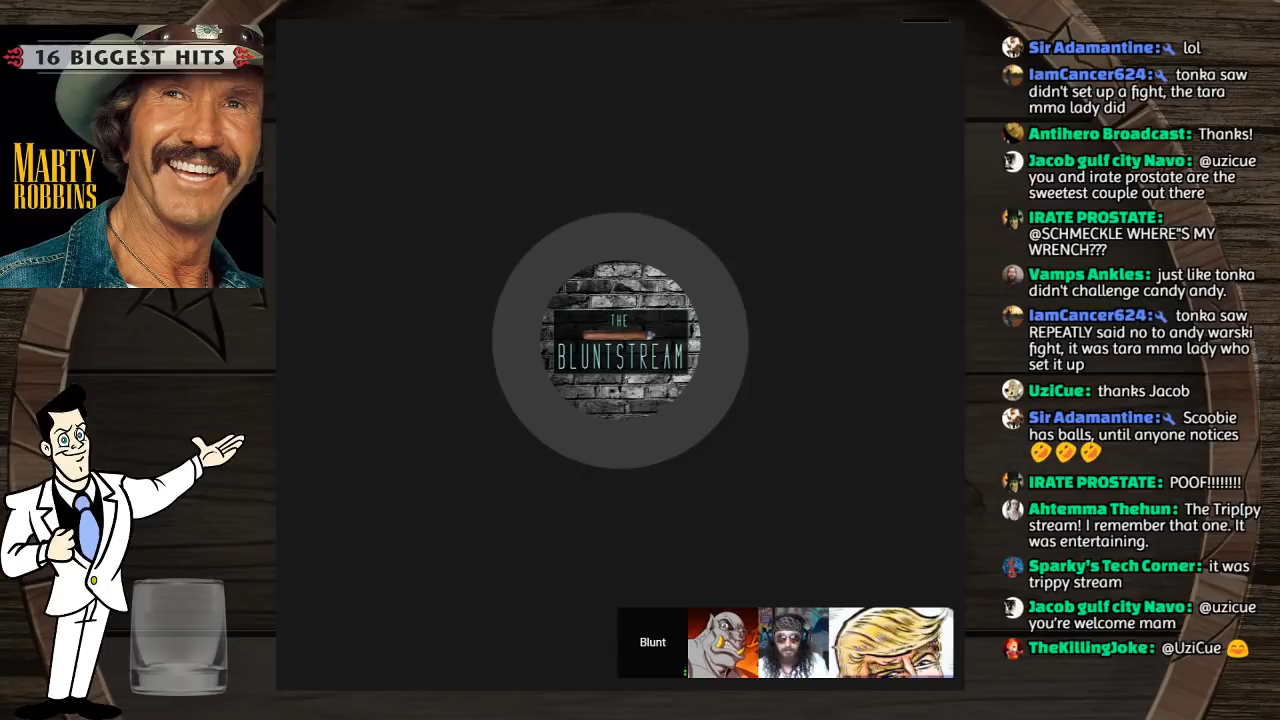 16 BIGGEST HITS
MARTY
ROBBINS
THE
BLUNTSTREAM
Blunt
Sir Adamantine: lol
IamCancer624: tonka saw
didn't set up a fight, the tara
mma lady did
Antihero Broadcast: Thanks!
Jacob gulf city Navo: @uzicue
you and irate prostate are the
sweetest couple out there
IRATE PROSTATE:
@SCHMECKLE WHERE"S MY
WRENCH???
Vamps Ankles: just like tonka
didn't challenge candy andy.
IamCancer624: tonka saw
REPEATLY said no to andy warski
fight, it was tara mma lady who
set it up
UziCue: thanks Jacob
Sir Adamantine: Scoobie
has balls, until anyone notices
IRATE PROSTATE: POOF!!!!!!!!
Ahtemma Thehun: The Trip[py
stream! I remember that one. It
was entertaining.
Sparky's Tech Corner: it was
trippy stream
Jacob gulf city Navo: @uzicue
you're welcome mam
TheKillingJoke: @UziCue